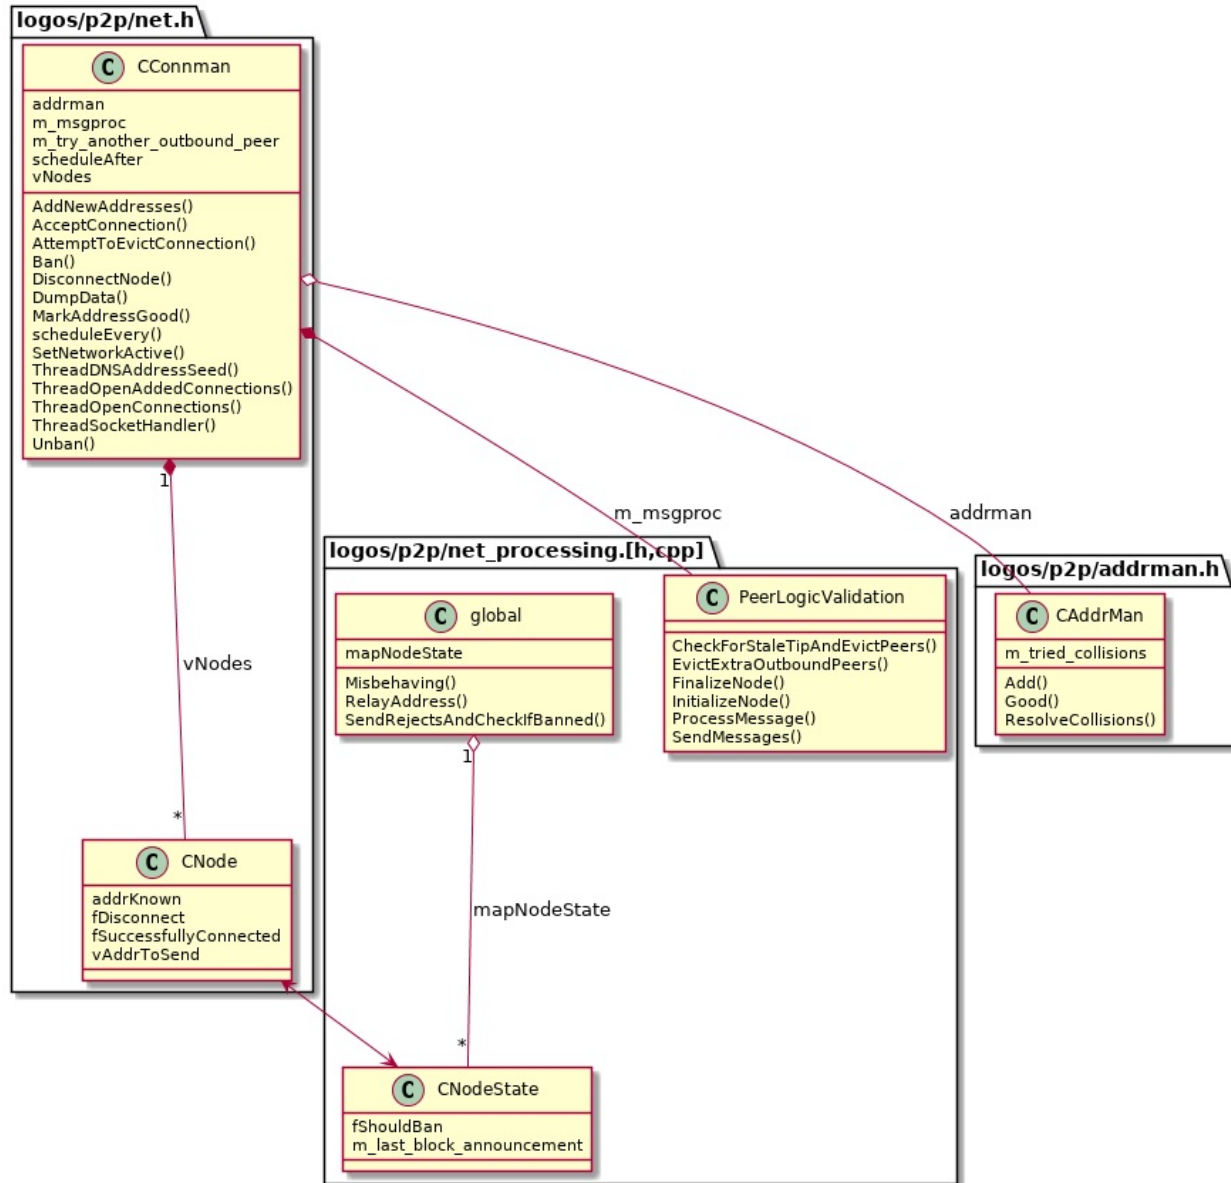 logos/p2p/net.h
C CConnman
addrman
m_msgproc
m_try_another_outbound_peer
scheduleAfter
vNodes
AddNewAddresses()
AcceptConnection()
AttemptToEvictConnection()
Ban()
DisconnectNode()
DumpData()
MarkAddressGood()
scheduleEvery()
SetNetworkActive()
ThreadDNSAddressSeed()
ThreadOpenAddedConnections()
ThreadOpenConnections()
ThreadSocketHandler()
Unban()
1
vNodes
*
C CNode
addrKnown
fDisconnect
fSuccessfullyConnected
vAddrToSend
m_msgproc
addrman
logos/p2p/net_processing.[h,cpp]
C global
mapNodeState
Misbehaving()
RelayAddress()
SendRejectsAndCheckIfBanned()
C PeerLogicValidation
CheckForStaleTipAndEvictPeers()
EvictExtraOutboundPeers()
FinalizeNode()
InitializeNode()
ProcessMessage()
SendMessages()
1
mapNodeState
*
C CNodeState
fShouldBan
m_last_block_announcement
logos/p2p/addrman.h
C CAddrMan
m_tried_collisions
Add()
Good()
ResolveCollisions()